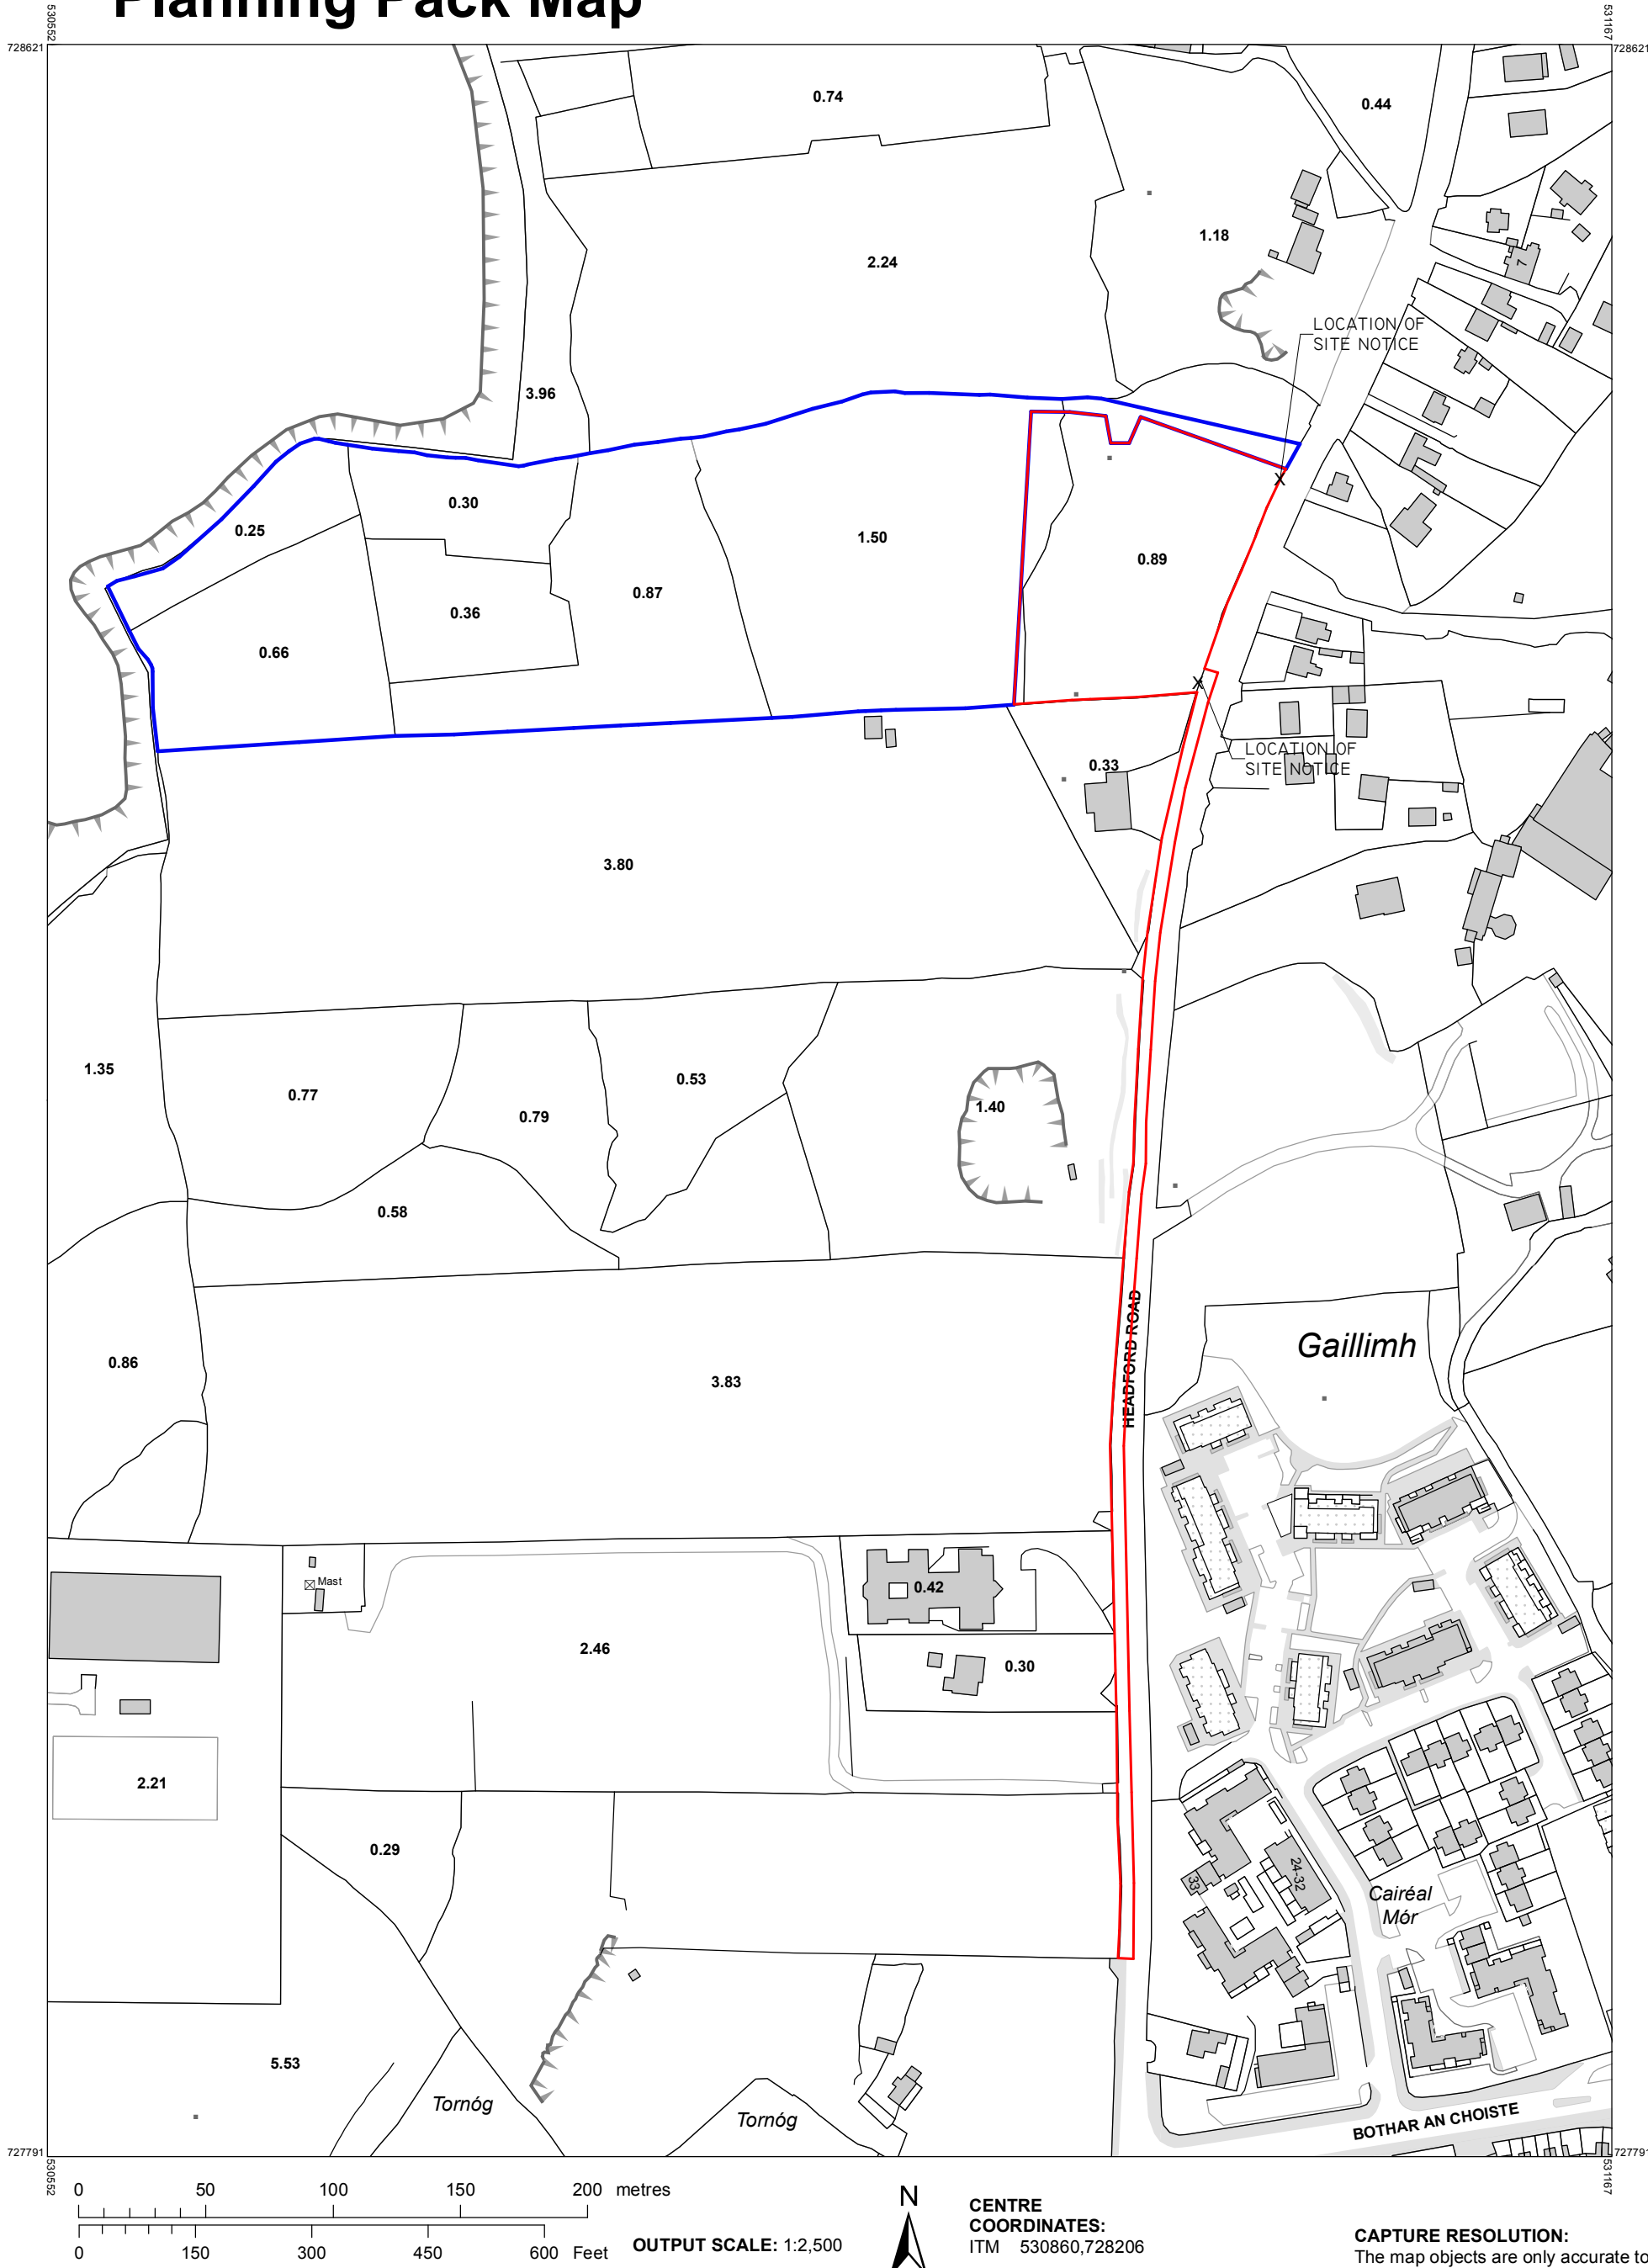 Planning Pack Map
530552
531167
728621
728621
0.74
0.44
1.18
2.24
7
LOCATION OF
SITE NOTICE
3.96
0.30
0.25
1.50
0.89
0.87
0.36
0.66
LOCATION OF
SITE NOTICE
0.33
3.80
1.35
0.77
0.53
0.79
1.40
0.58
HEADFORD ROAD
Gaillimh
0.86
3.83
Mast
0.42
2.46
0.30
2.21
0.29
24-32
33
Cairéal
Mór
5.53
Tornóg
Tornóg
BOTHAR AN CHOISTE
727791
727791
530552
531167
0 50 100 150 200 metres
0 150 300 450 600 Feet
OUTPUT SCALE: 1:2,500
N
CENTRE
COORDINATES:
ITM 530860,728206
CAPTURE RESOLUTION:
The map objects are only accurate to